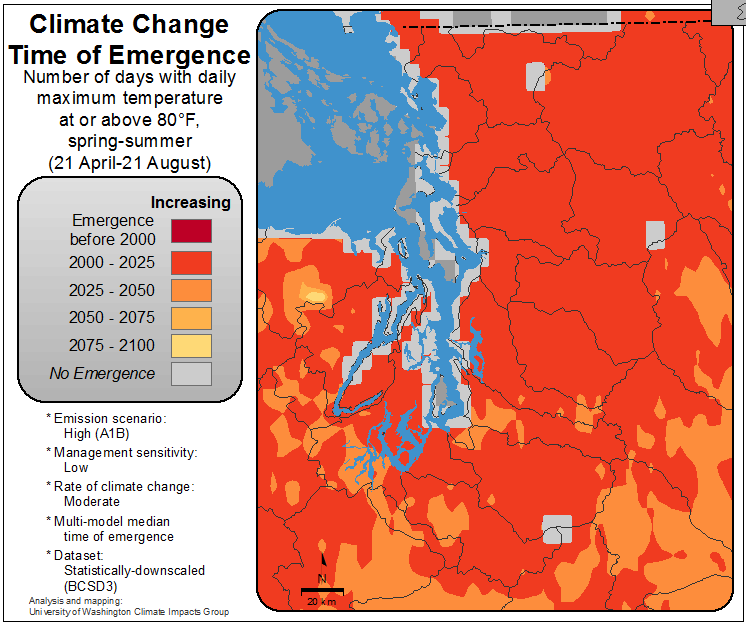 Climate Change
Time of Emergence
Number of days with daily
maximum temperature
at or above 80°F,
spring-summer
(21 April-21 August)
Increasing
Emergence
before 2000
2000 - 2025
2025 - 2050
2050 - 2075
2075 - 2100
No Emergence
* Emission scenario:
High (A1B)
* Management sensitivity:
Low
* Rate of climate change:
Moderate
* Multi-model median
time of emergence
* Dataset:
Statistically-downscaled
(BCSD3)
Analysis and mapping:
University of Washington Climate Impacts Group
N
20 km